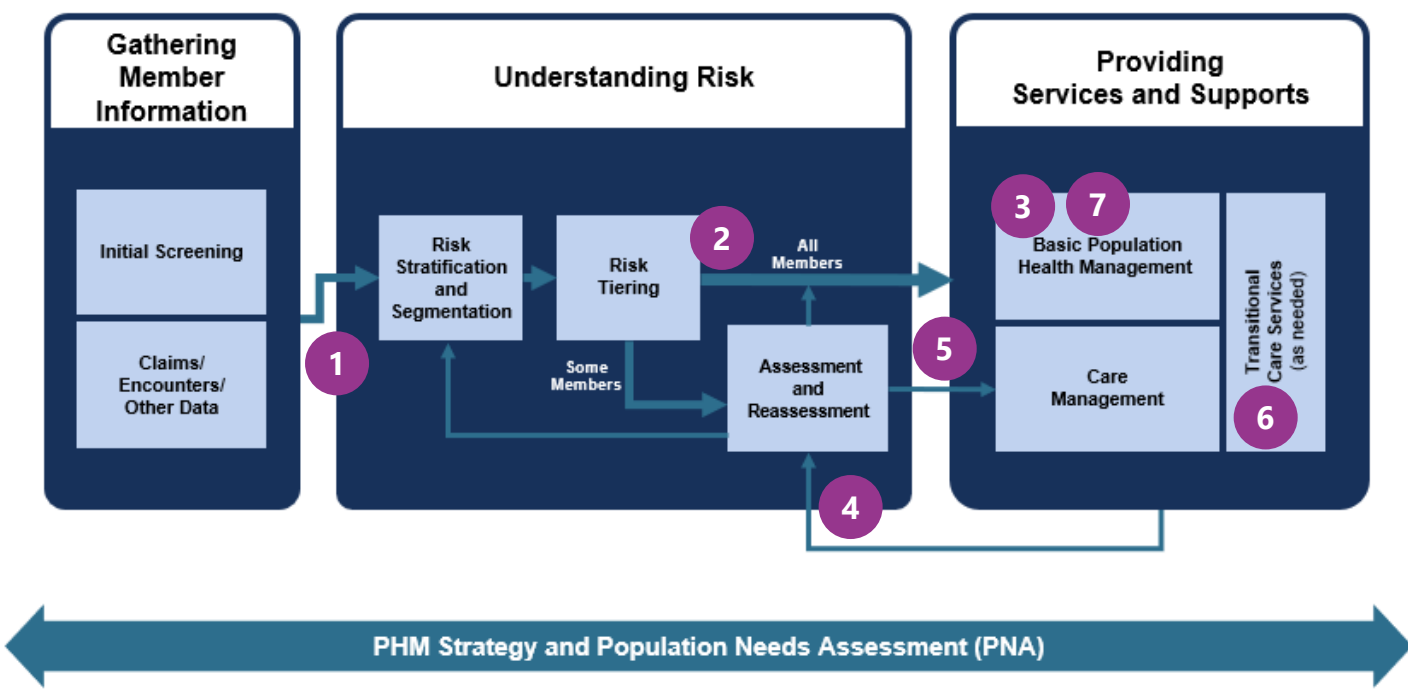 Gathering
Member
Information
Understanding Risk
Providing
Services and Supports
Initial Screening
Claims/
Encounters/
Other Data
1
Risk
Stratification
and
Segmentation
Risk
Tiering
2
All
Members
Some
Members
Assessment
and
Reassessment
5
4
3
7
Basic Population
Health Management
Care
Management
Transitional
Care Services
(as needed)
6
PHM Strategy and Population Needs Assessment (PNA)